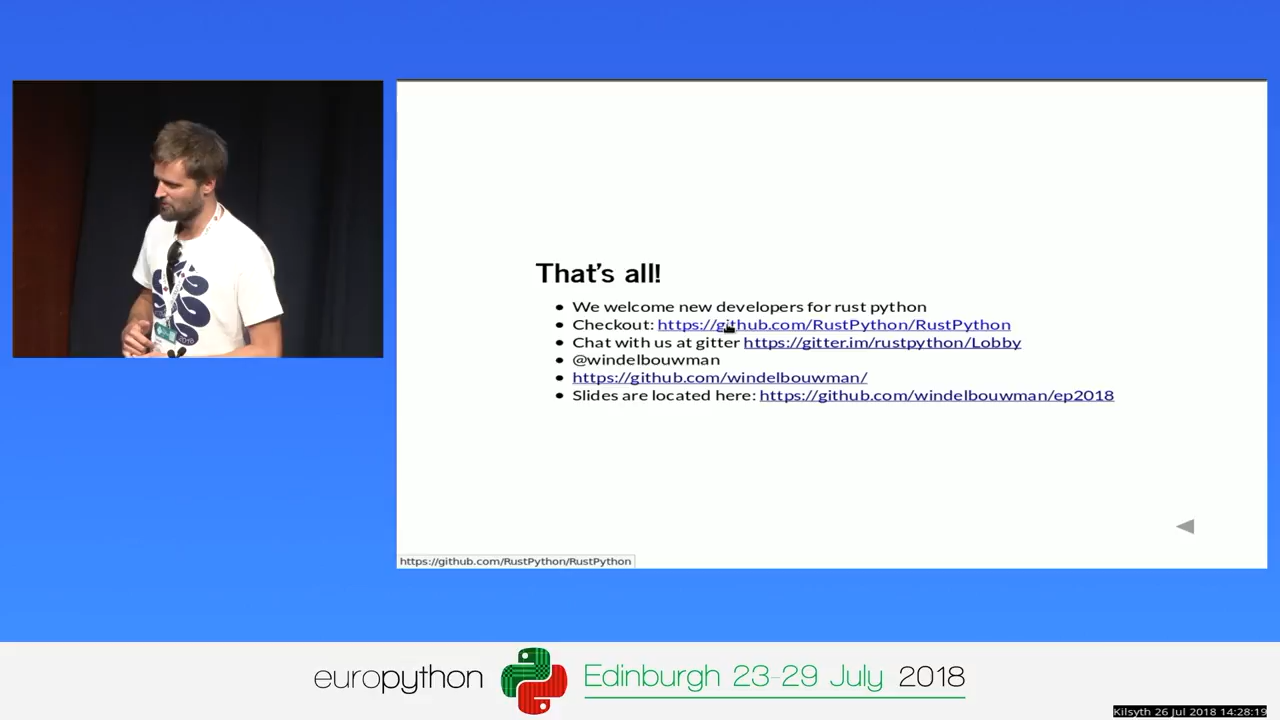 That's all!
We welcome new developers for rust python
Checkout: https://github.com/RustPython/RustPython
Chat with us at gitter https://gitter.im/rustpython/Lobby
@windelbouwman
https://github.com/windelbouwman/
Slides are located here: https://github.com/windelbouwman/ep2018
https://github.com/RustPython/RustPython
europython Edinburgh 23-29 July 2018
Kilsyth 26 Jul 2018 14:28:19